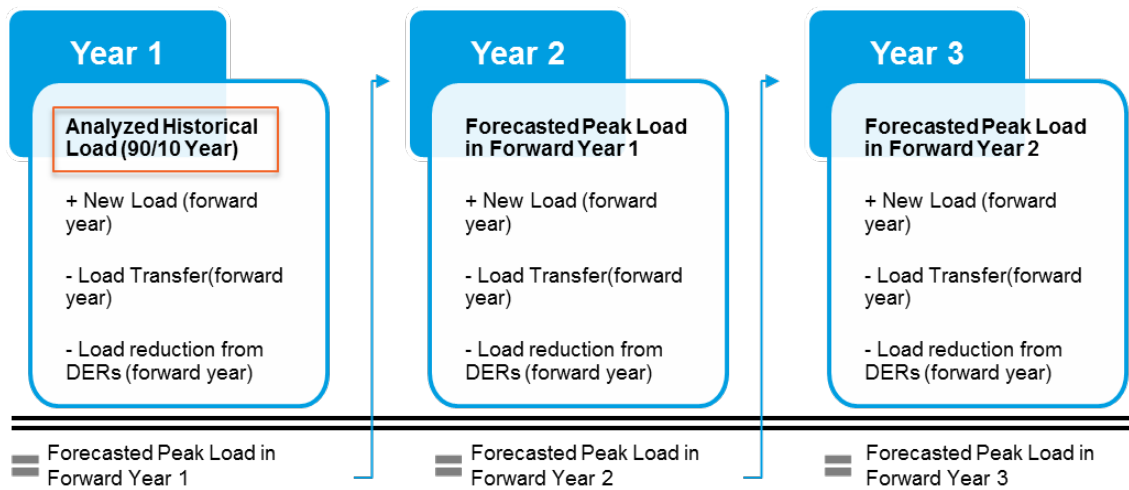 Year 1
Analyzed Historical
Load (90/10 Year)
+ New Load (forward
year)
- Load Transfer(forward
year)
- Load reduction from
DERs (forward year)
Forecasted Peak Load in
Forward Year 1
Year 2
Forecasted Peak Load
in Forward Year 1
+ New Load (forward
year)
- Load Transfer(forward
year)
- Load reduction from
DERs (forward year)
Forecasted Peak Load in
Forward Year 2
Year 3
Forecasted Peak Load
in Forward Year 2
+ New Load (forward
year)
- Load Transfer(forward
year)
- Load reduction from
DERs (forward year)
Forecasted Peak Load in
Forward Year 3